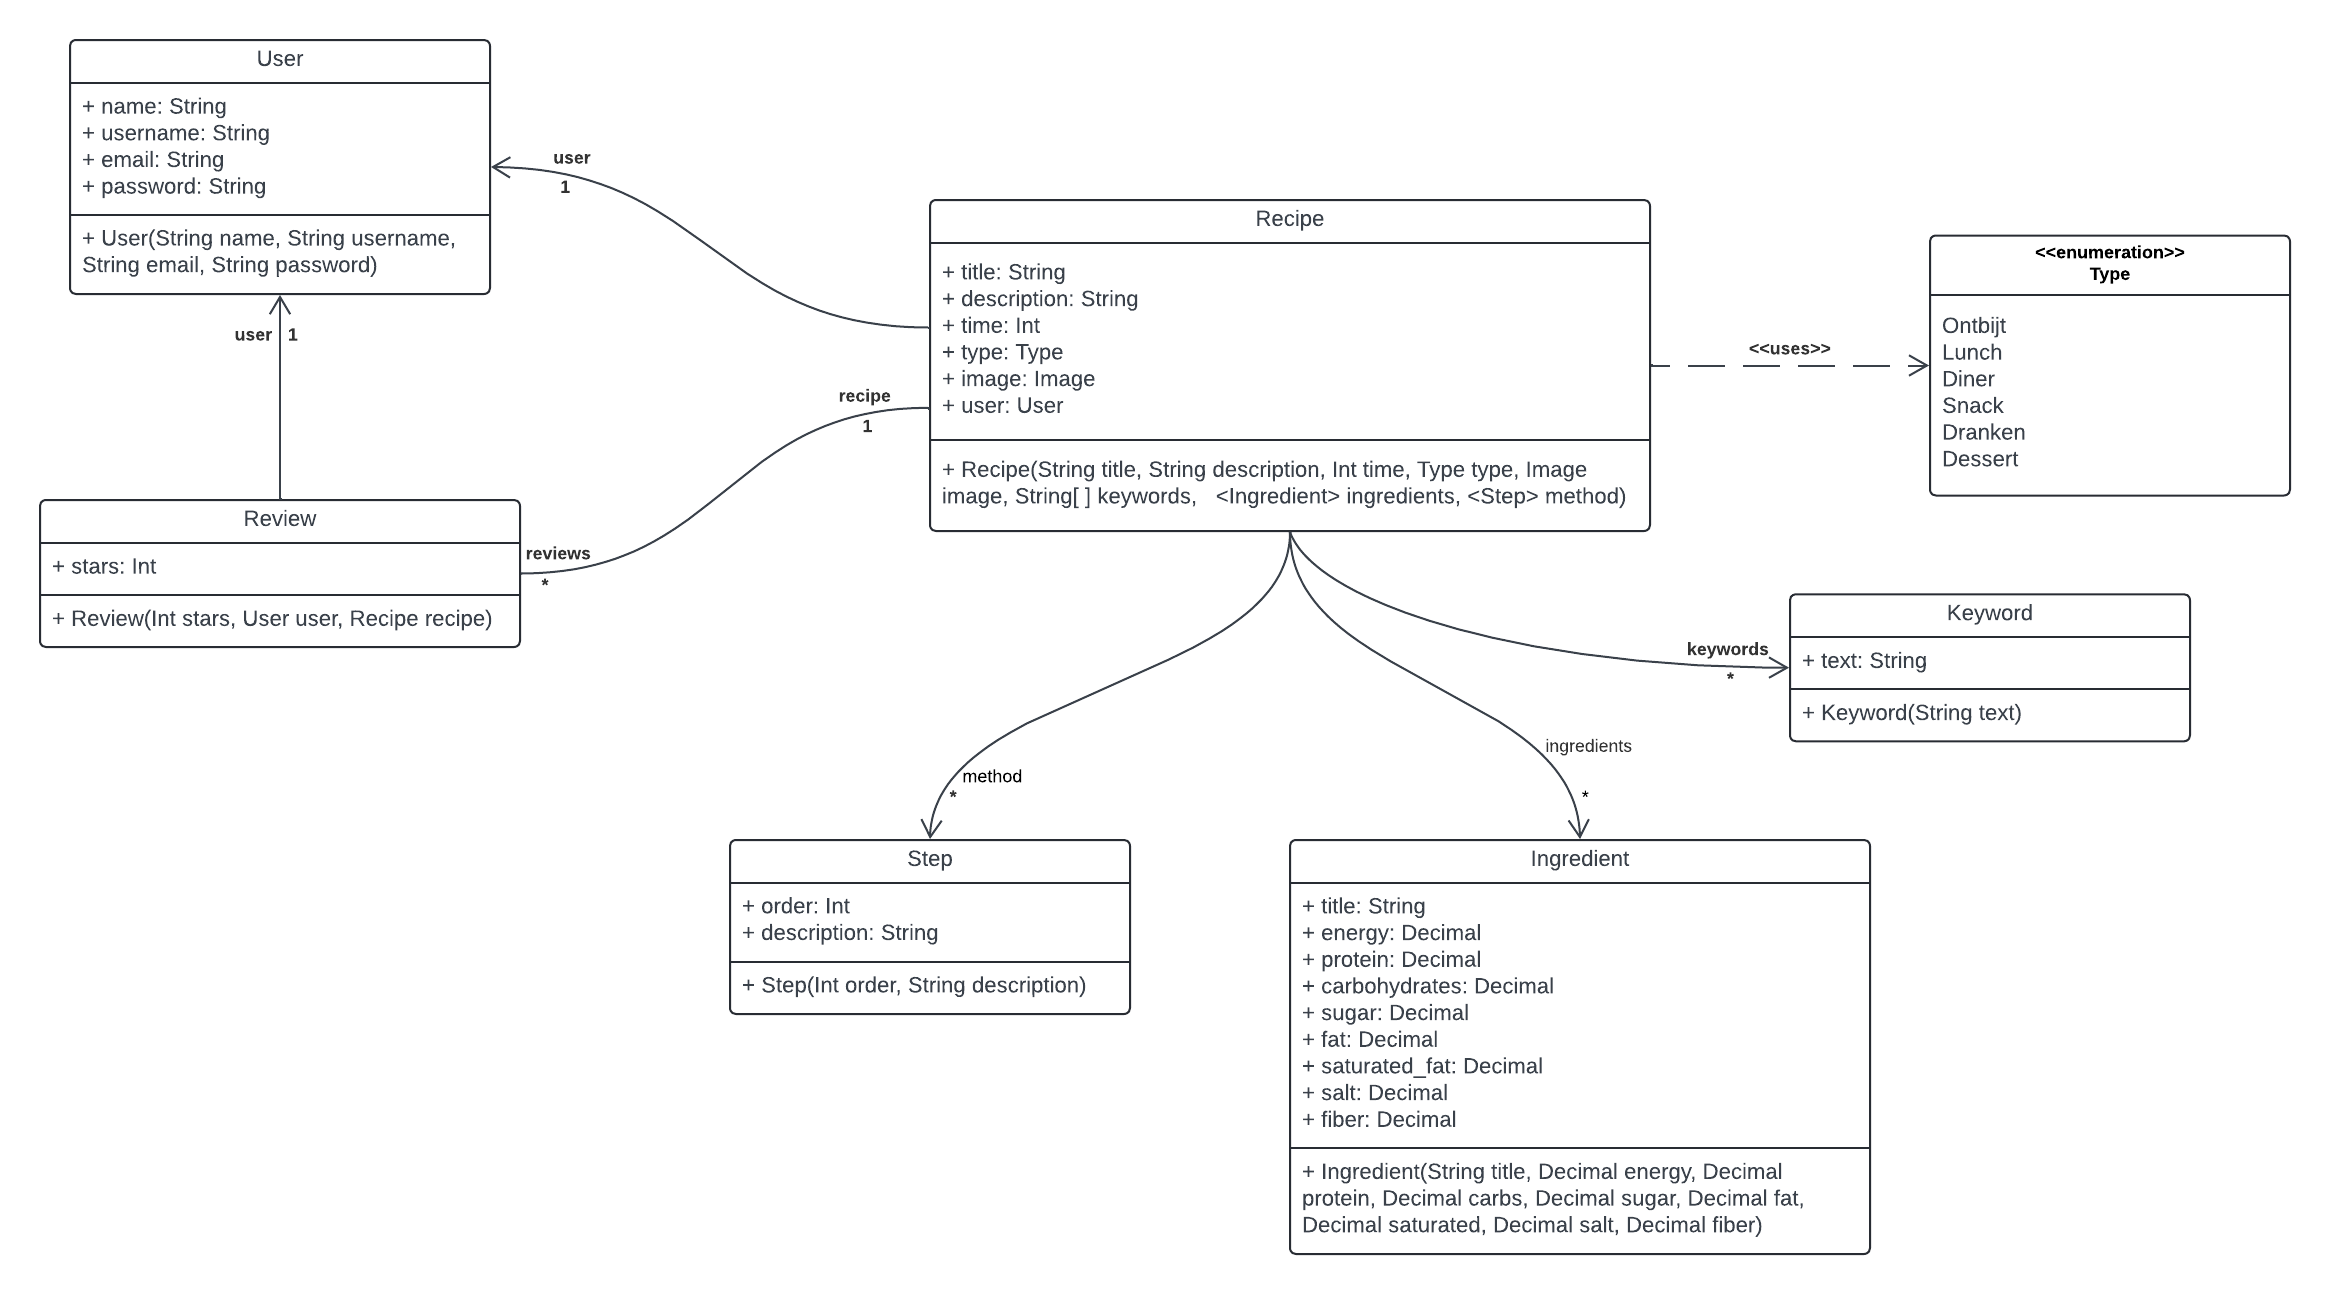 User
+ name: String
+ username: String
+ email: String
+ password: String
+ User(String name, String username,
String email, String password)
user
1
user 1
Recipe
+ title: String
+ description: String
+ time: Int
+ type: Type
+ image: Image
+ user: User
+ Recipe(String title, String description, Int time, Type type, Image
image, String[ ] keywords, <Ingredient> ingredients, <Step> method)
<<uses>>
<<enumeration>>
Type
Ontbijt
Lunch
Diner
Snack
Dranken
Dessert
recipe
1
Review
+ stars: Int
+ Review(Int stars, User user, Recipe recipe)
reviews
*
keywords
*
Keyword
+ text: String
+ Keyword(String text)
method
*
ingredients
*
Step
+ order: Int
+ description: String
+ Step(Int order, String description)
Ingredient
+ title: String
+ energy: Decimal
+ protein: Decimal
+ carbohydrates: Decimal
+ sugar: Decimal
+ fat: Decimal
+ saturated_fat: Decimal
+ salt: Decimal
+ fiber: Decimal
+ Ingredient(String title, Decimal energy, Decimal
protein, Decimal carbs, Decimal sugar, Decimal fat,
Decimal saturated, Decimal salt, Decimal fiber)